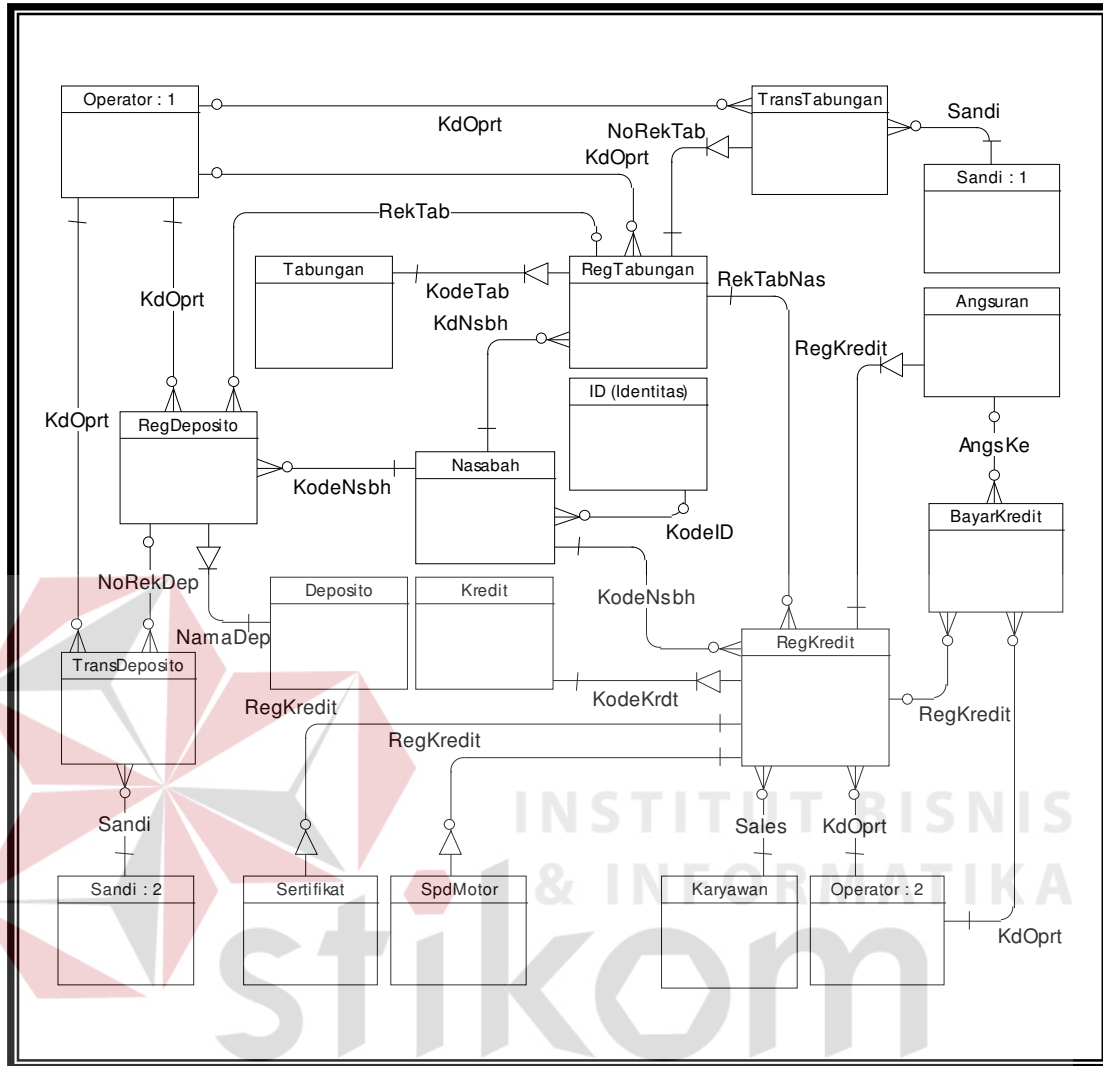 Operator : 1
TransTabungan
KdOprt
Sandi
NoRekTab
KdOprt
Sandi : 1
RekTab
Tabungan
RegTabungan
RekTabNas
KodeTab
KdOprt
Angsuran
KdNsbh
RegKredit
ID (Identitas)
KdOprt
RegDeposito
AngsKe
Nasabah
KodeNsbh
BayarKredit
KodeID
NoRekDep
Deposito
Kredit
KodeNsbh
NamaDep
RegKredit
TransDeposito
KodeKrdt
RegKredit
RegKredit
RegKredit
INSTITUT BISNIS
Sandi
Sales
KdOprt
& INFORMATIKA
Sandi : 2
Sertifikat
SpdMotor
Karyawan
Operator : 2
KdOprt
stikom